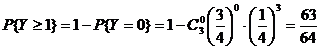 P{Y ≥ 1} = 1 − P{Y = 0} = 1 − C₃⁰(3/4)⁰ · (1/4)³ = 63/64